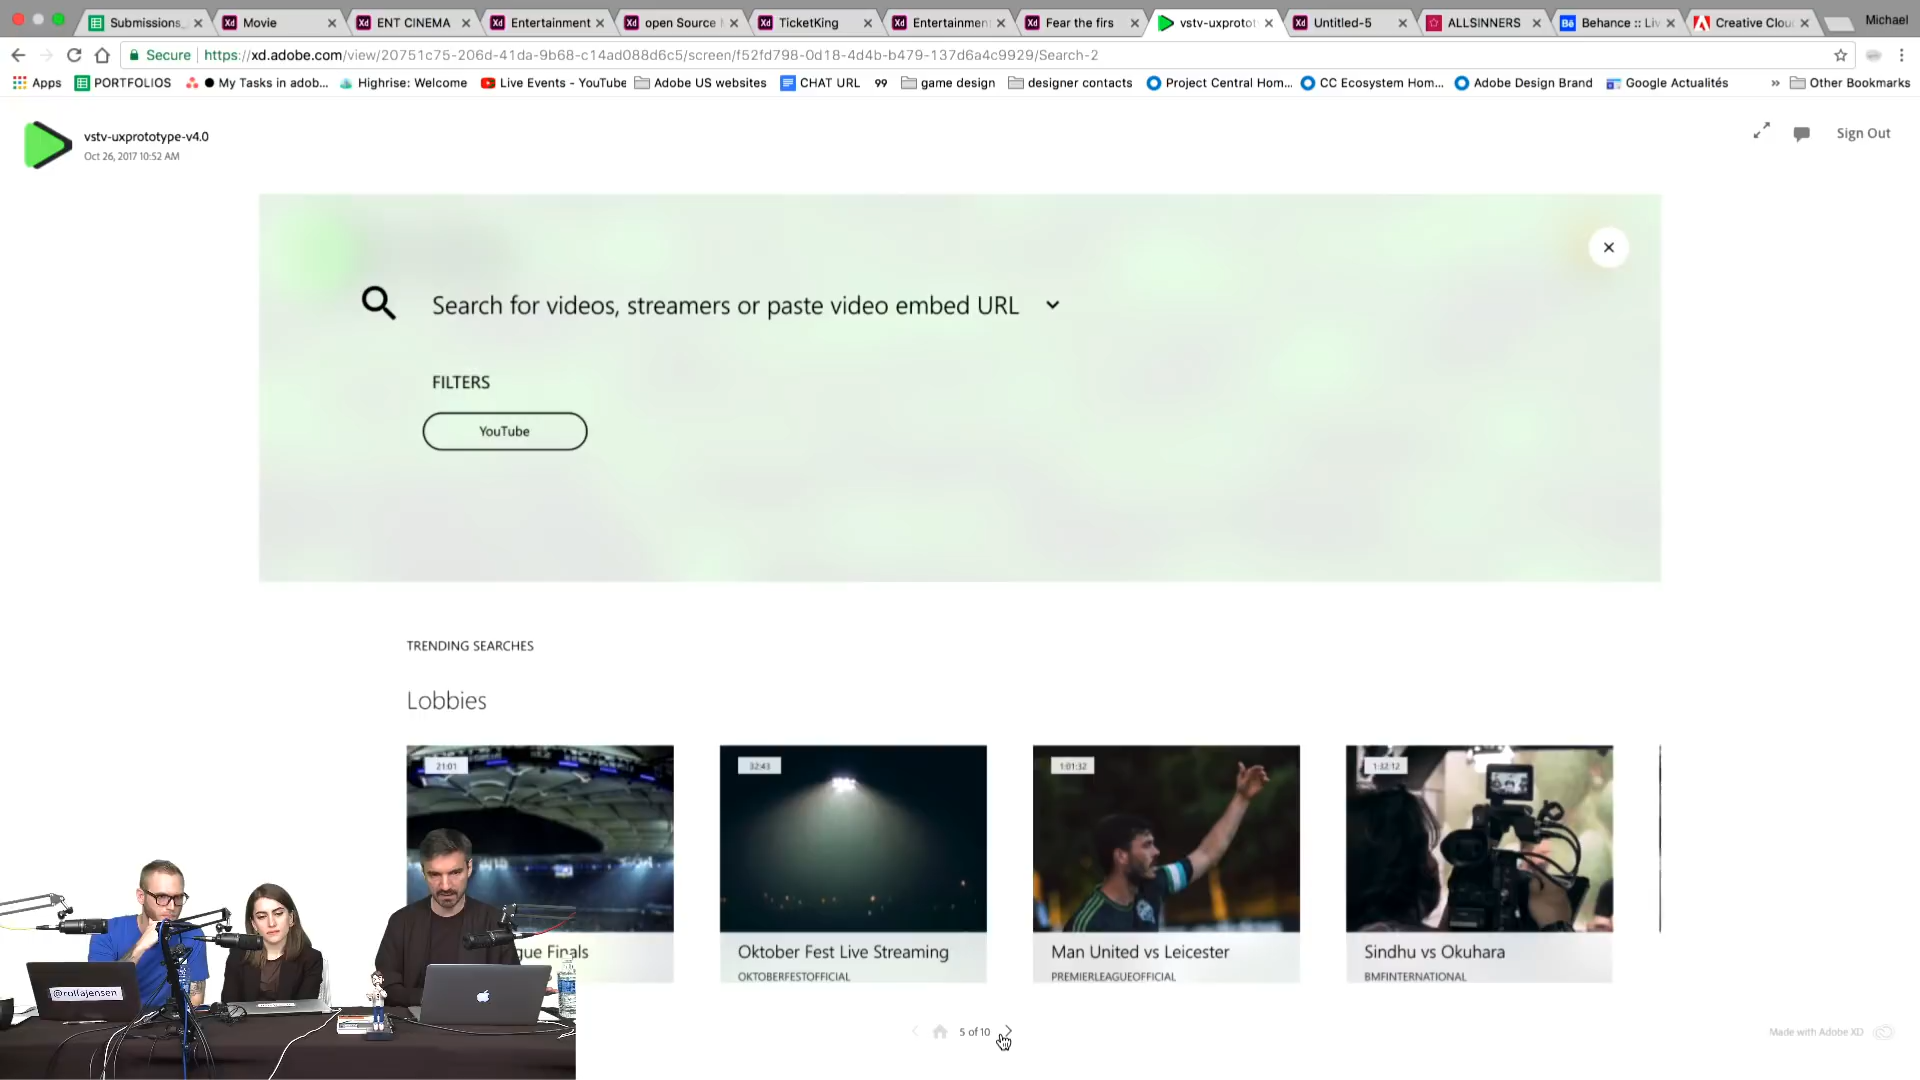 Submissions_
Movie
ENT CINEMA
Entertainment
open Source
TicketKing
Entertainmen
Fear the firs
vstv-uxprotot
Untitled-5
ALLSINNERS
Behance :: Liv
Creative Clou
Michael
Secure
https://xd.adobe.com/view/20751c75-206d-41da-9b68-c14ad088d6c5/screen/f52fd798-0d18-4d4b-b479-137d6a4c9929/Search-2
Apps
PORTFOLIOS
My Tasks in adob...
Highrise: Welcome
Live Events - YouTube
Adobe US websites
CHAT URL
99
game design
designer contacts
Project Central Hom...
CC Ecosystem Hom...
Adobe Design Brand
Google Actualités
»
Other Bookmarks
vstv-uxprototype-v4.0
Oct 26, 2017 10:52 AM
Sign Out
Search for videos, streamers or paste video embed URL
FILTERS
YouTube
TRENDING SEARCHES
Lobbies
21:01
32:43
1:01:32
1:32:12
gue Finals
Oktober Fest Live Streaming
OKTOBERFESTOFFICIAL
Man United vs Leicester
PREMIERLEAGUEOFFICIAL
Sindhu vs Okuhara
BMFINTERNATIONAL
@rufiajensen
5 of 10
Made with Adobe XD